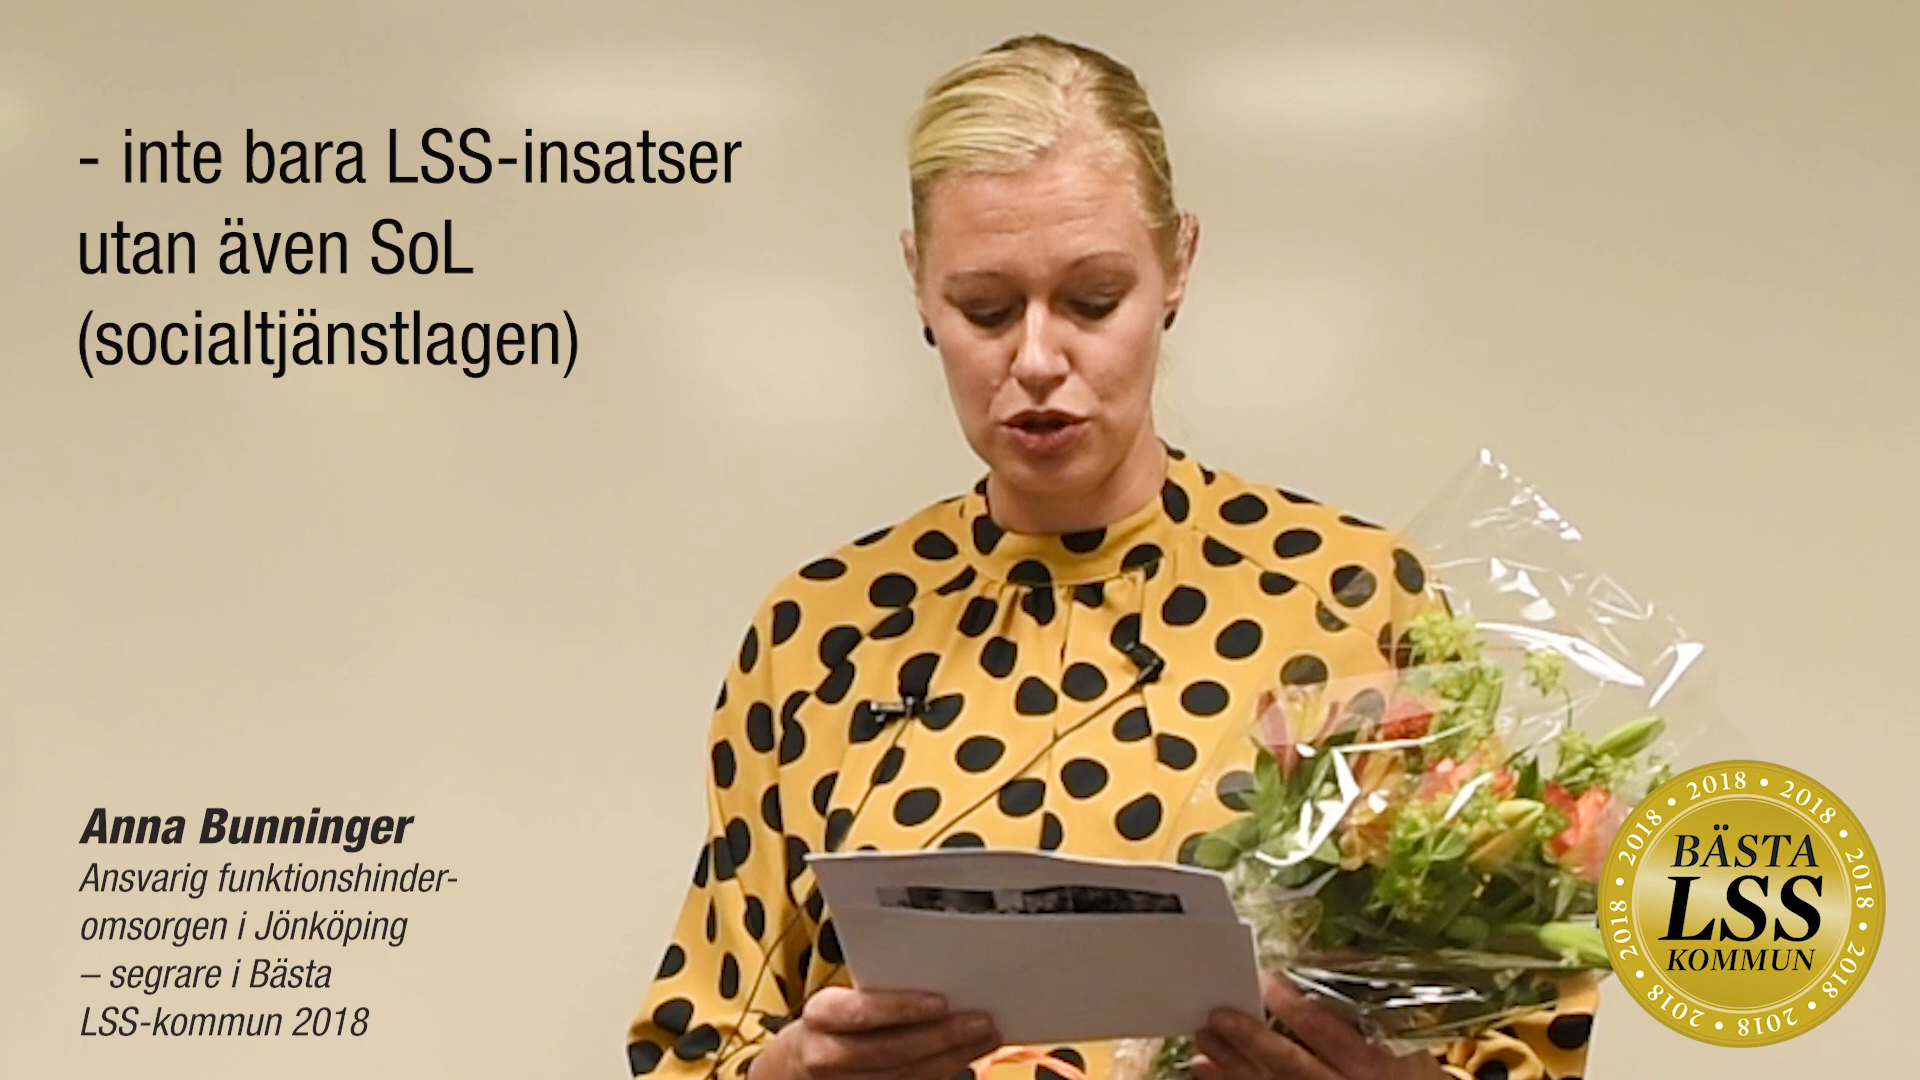 - inte bara LSS-insatser
utan även SoL
(socialtjänstlagen)
Anna Bunninger
Ansvarig funktionshinder-
omsorgen i Jönköping
– segrare i Bästa
LSS-kommun 2018
2018 • 2018 • 2018 • 2018 • 2018 • 2018 • 2018 • 2018 •
BÄSTA
LSS
KOMMUN